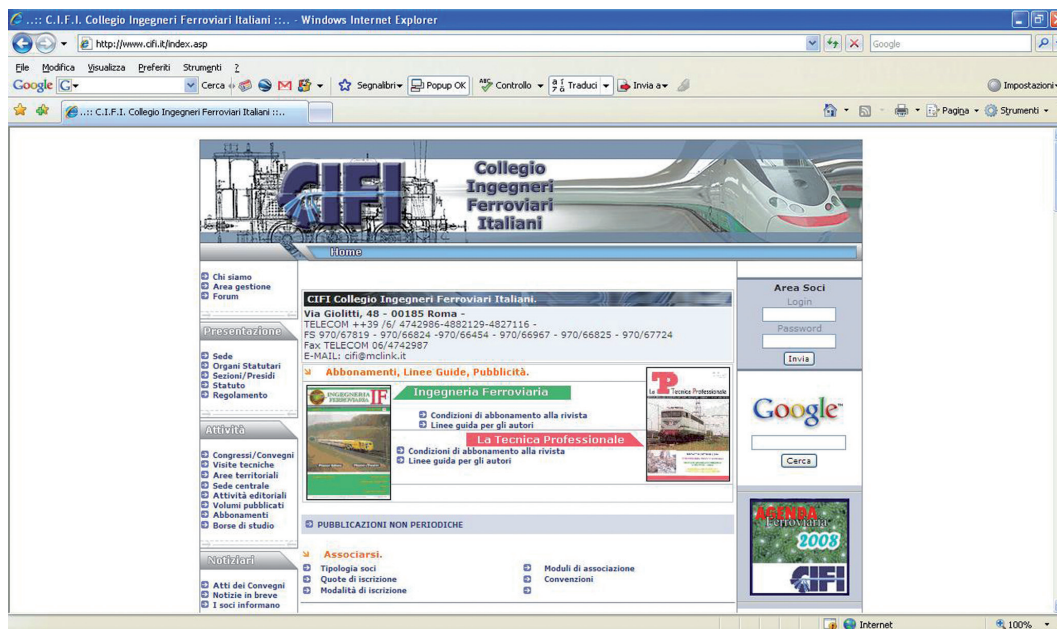 ..:: C.I.F.I. Collegio Ingegneri Ferroviari Italiani ::.. - Windows Internet Explorer
http://www.cifi.it/index.asp
Google
File Modifica Visualizza Preferiti Strumenti ?
Google G Cerca Segnalibri Popup OK Controllo Traduci Invia a Impostazioni
..:: C.I.F.I. Collegio Ingegneri Ferroviari Italiani ::.. Pagina Strumenti
CIFI
Collegio
Ingegneri
Ferroviari
Italiani
Home
Chi siamo
Area gestione
Forum
Presentazione
Sede
Organi Statutari
Sezioni/Presidi
Statuto
Regolamento
Attività
Congressi/Convegni
Visite tecniche
Aree territoriali
Sede centrale
Attività editoriali
Volumi pubblicati
Abbonamenti
Borse di studio
Notiziari
Atti dei Convegni
Notizie in breve
I soci informano
CIFI Collegio Ingegneri Ferroviari Italiani.
Via Giolitti, 48 - 00185 Roma -
TELECOM ++39 /6/ 4742986-4882129-4827116 -
FS 970/67819 - 970/66824 -970/66454 - 970/66967 - 970/66825 - 970/67724
Fax TELECOM 06/4742987
E-MAIL: cifi@mclink.it
Abbonamenti, Linee Guide, Pubblicità.
INGEGNERIA
FERROVIARIA
IF
Ingegneria Ferroviaria
Condizioni di abbonamento alla rivista
Linee guida per gli autori
La Tecnica Professionale
Condizioni di abbonamento alla rivista
Linee guida per gli autori
TP
La Tecnica Professionale
PUBBLICAZIONI NON PERIODICHE
Associarsi.
Tipologia soci
Quote di iscrizione
Modalità di iscrizione
Moduli di associazione
Convenzioni
Area Soci
Login
Password
Invia
Google™
Cerca
AGENDA
Ferroviaria
2008
CIFI
Internet 100%